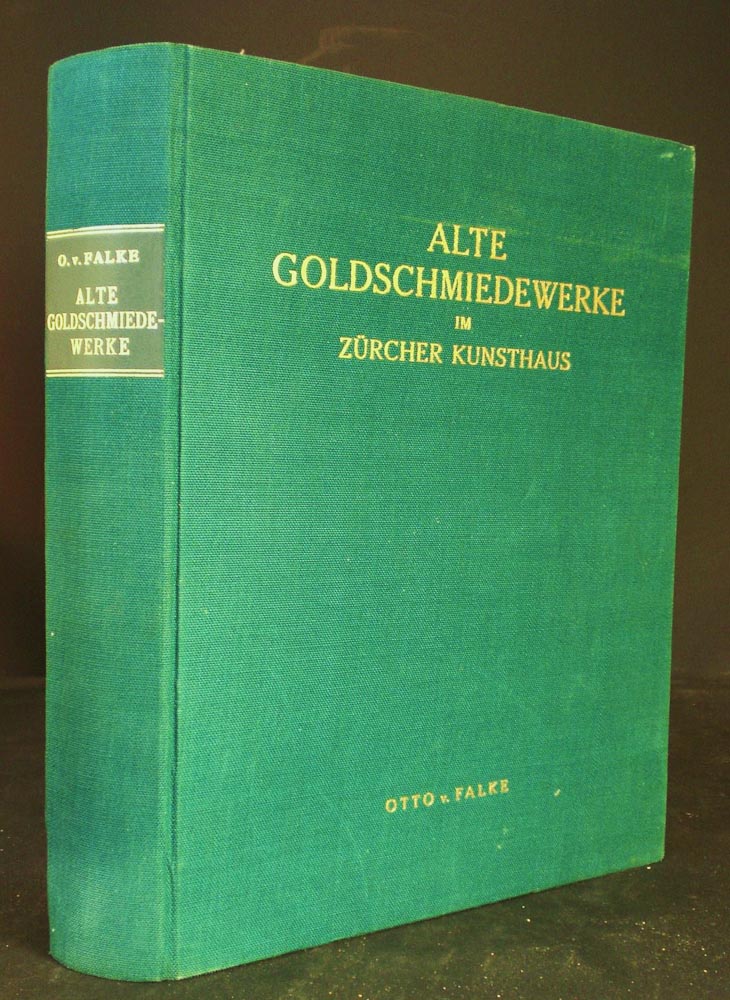 O. v. FALKE
ALTE
GOLDSCHMIEDE-
WERKE
ALTE
GOLDSCHMIEDEWERKE
IM
ZÜRCHER KUNSTHAUS
OTTO v. FALKE